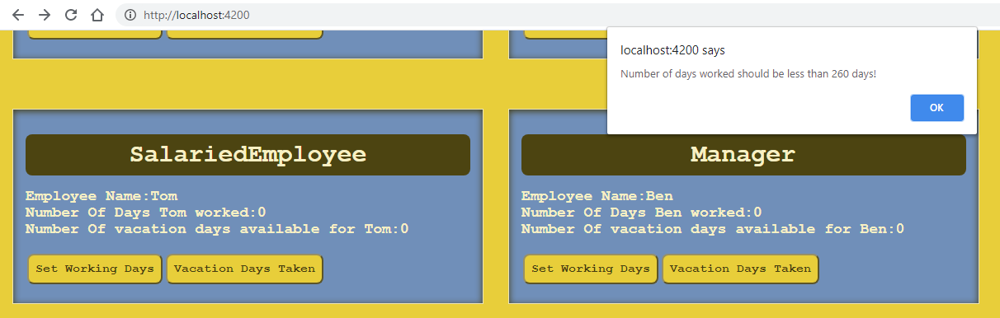 http://localhost:4200
localhost:4200 says
Number of days worked should be less than 260 days!
OK
SalariedEmployee
Employee Name:Tom
Number Of Days Tom worked:0
Number Of vacation days available for Tom:0
Set Working Days
Vacation Days Taken
Manager
Employee Name:Ben
Number Of Days Ben worked:0
Number Of vacation days available for Ben:0
Set Working Days
Vacation Days Taken